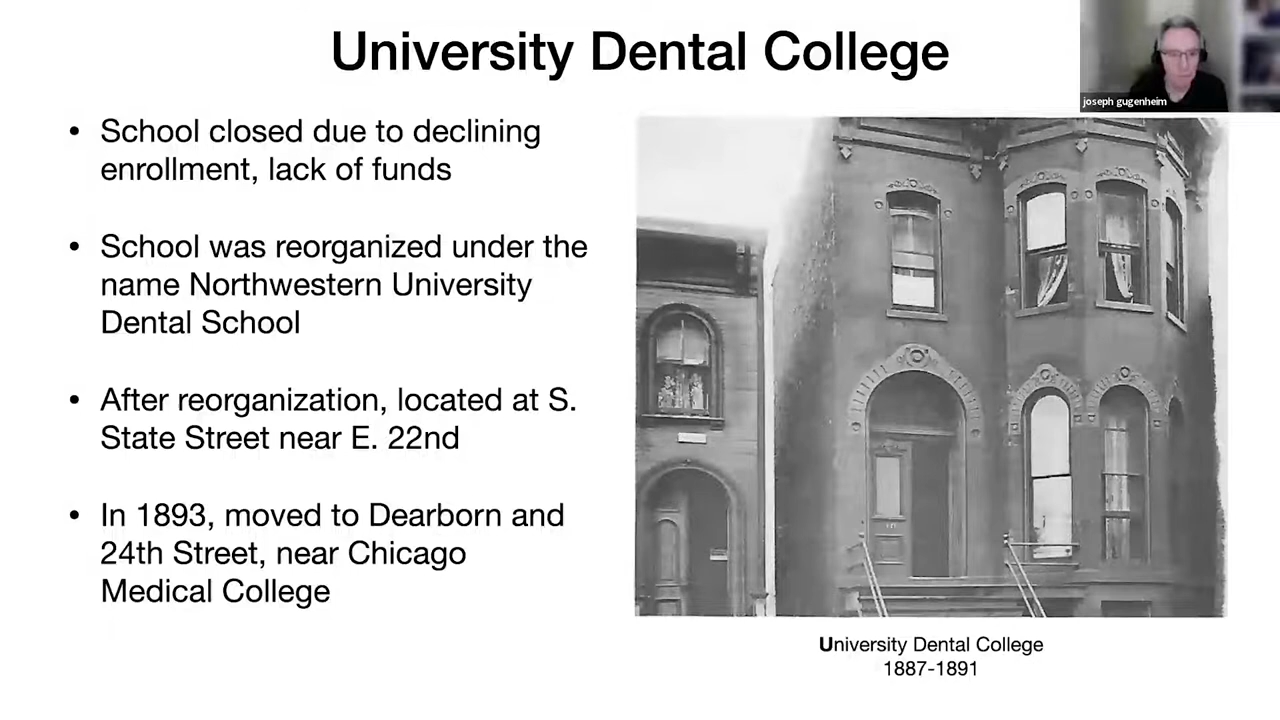 University Dental College
joseph gugenheim
• School closed due to declining
enrollment, lack of funds
• School was reorganized under the
name Northwestern University
Dental School
• After reorganization, located at S.
State Street near E. 22nd
• In 1893, moved to Dearborn and
24th Street, near Chicago
Medical College
University Dental College
1887-1891